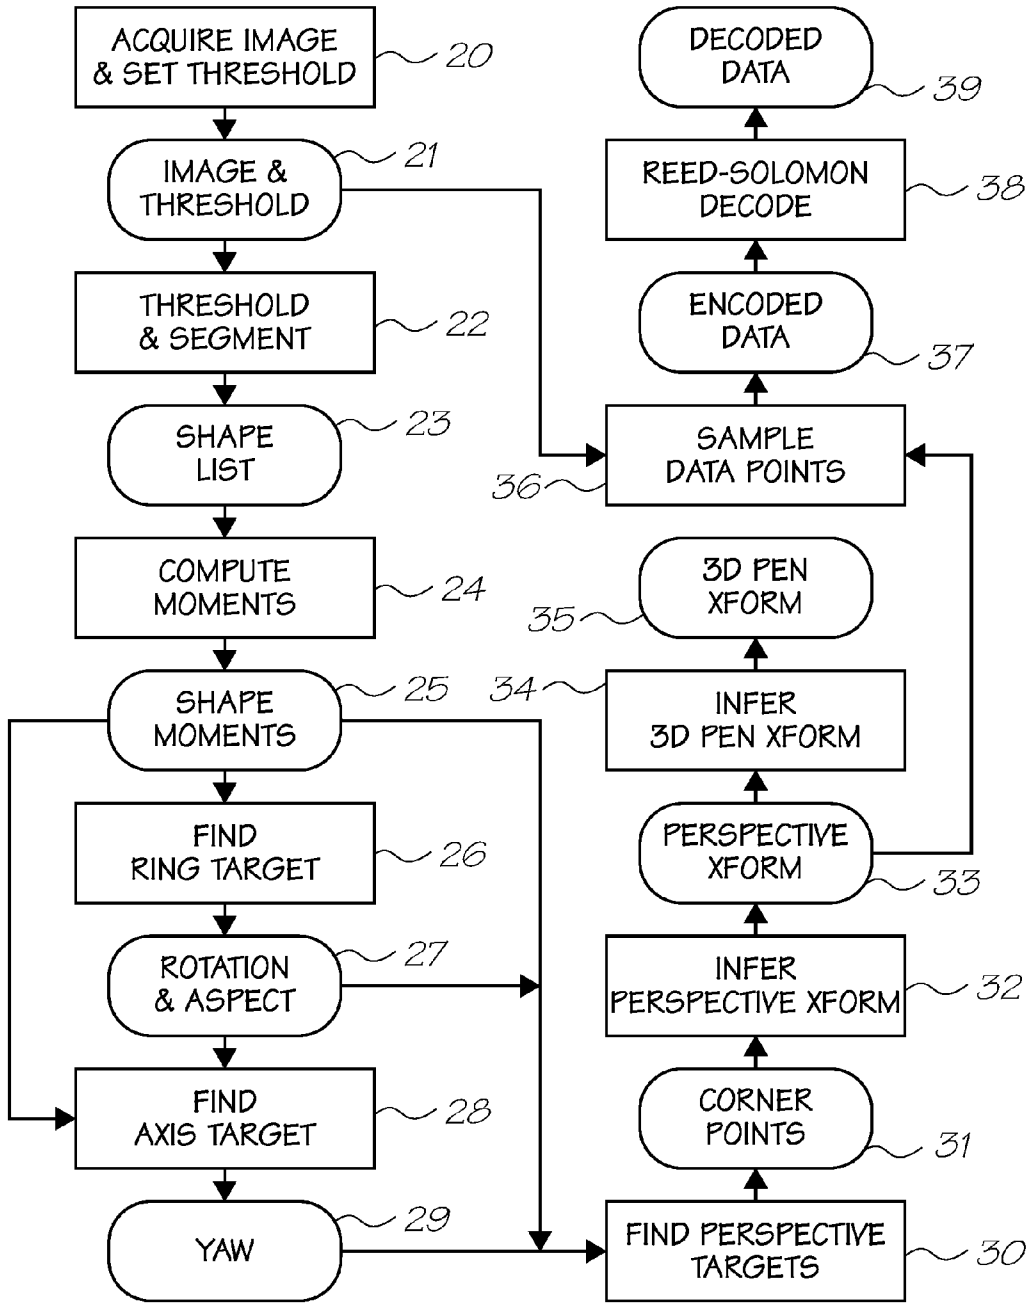 ACQUIRE IMAGE
& SET THRESHOLD
20
IMAGE &
THRESHOLD
21
THRESHOLD
& SEGMENT
22
SHAPE
LIST
23
COMPUTE
MOMENTS
24
SHAPE
MOMENTS
25
FIND
RING TARGET
26
ROTATION
& ASPECT
27
FIND
AXIS TARGET
28
YAW
29
DECODED
DATA
39
REED-SOLOMON
DECODE
38
ENCODED
DATA
37
SAMPLE
DATA POINTS
36
3D PEN
XFORM
35
34
INFER
3D PEN XFORM
PERSPECTIVE
XFORM
33
INFER
PERSPECTIVE XFORM
32
CORNER
POINTS
31
FIND PERSPECTIVE
TARGETS
30